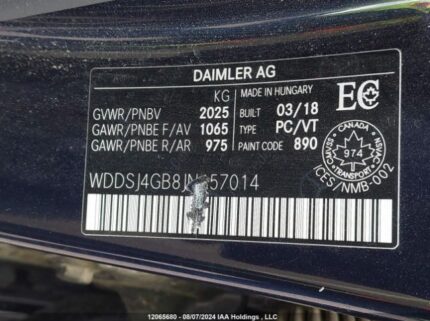 DAIMLER AG
KG
GVWR/PNBV 2025
GAWR/PNBE F/AV 1065
GAWR/PNBE R/AR 975
MADE IN HUNGARY
BUILT 03/18
TYPE PC/VT
PAINT CODE: 890
EC
CANADA
974
TRANSPORT
ICES/NMB-002
12065680 - 08/07/2024 IAA Holdings, LLC/Copart